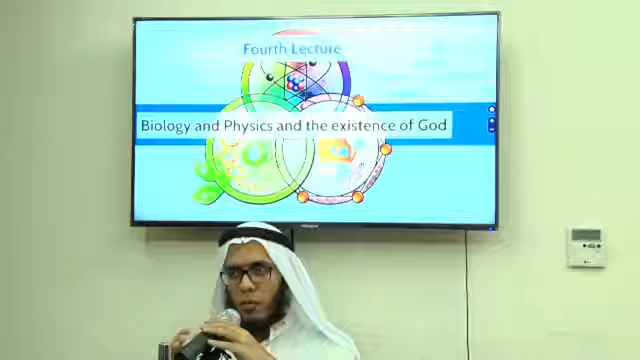 Fourth Lecture
Biology and Physics and the existence of God